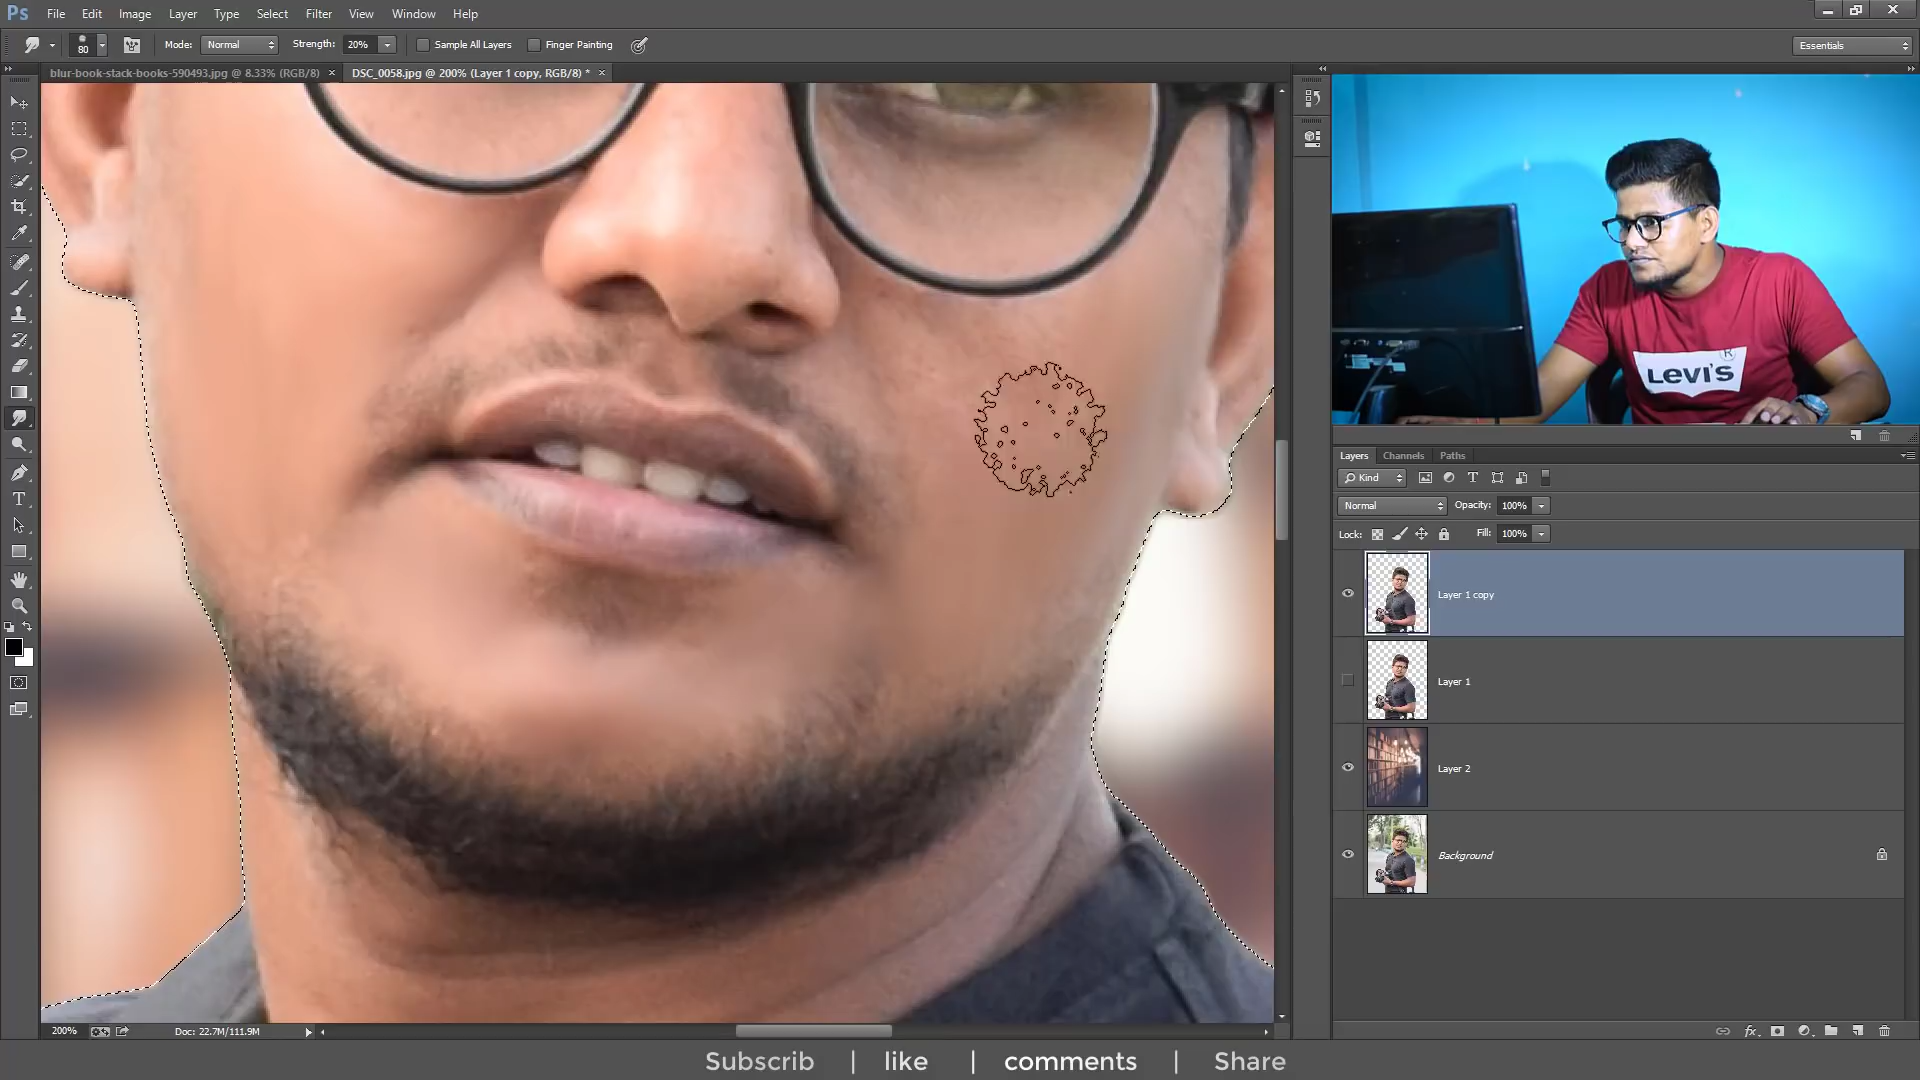 Ps File Edit Image Layer Type Select Filter View Window Help
80 Mode: Normal Strength: 20% Sample All Layers Finger Painting Essentials
blur-book-stack-books-590493.jpg @ 8.33% (RGB/8) × DSC_0058.jpg @ 200% (Layer 1 copy, RGB/8) * ×
R
LEVI'S
Layers Channels Paths
Kind
Normal Opacity: 100%
Lock: Fill: 100%
Layer 1 copy
Layer 1
Layer 2
Background
200% Doc: 22.7M/111.9M
Subscrib | like | comments | Share